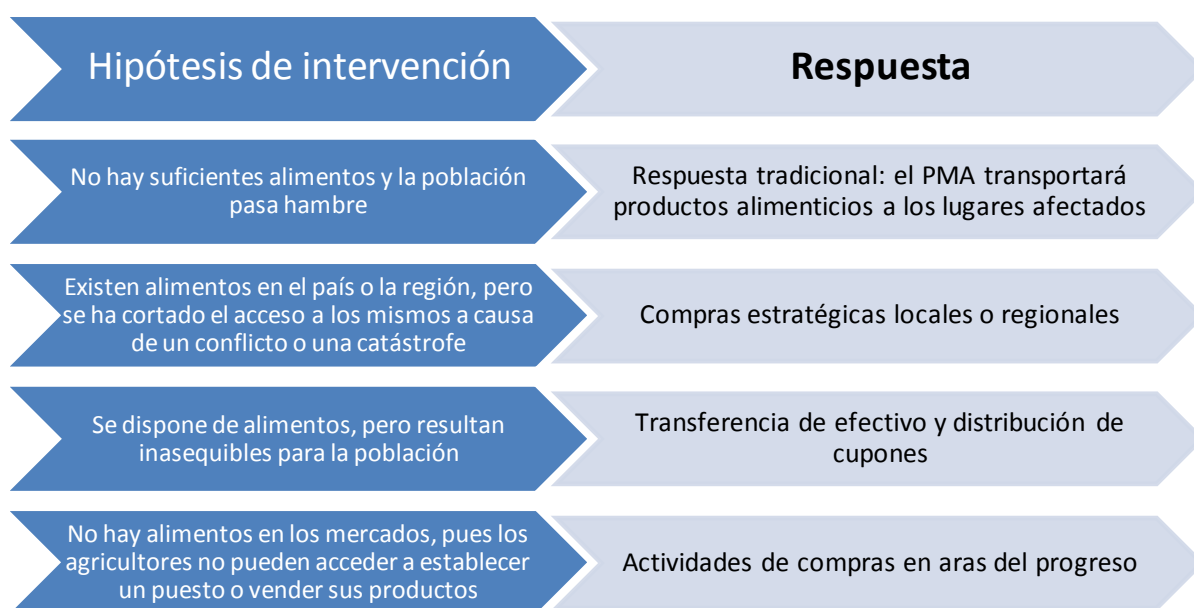 Hipótesis de intervención
Respuesta
No hay suficientes alimentos y la población
pasa hambre
Respuesta tradicional: el PMA transportará
productos alimenticios a los lugares afectados
Existen alimentos en el país o la región, pero
se ha cortado el acceso a los mismos a causa
de un conflicto o una catástrofe
Compras estratégicas locales o regionales
Se dispone de alimentos, pero resultan
inasequibles para la población
Transferencia de efectivo y distribución de
cupones
No hay alimentos en los mercados, pues los
agricultores no pueden acceder a establecer
un puesto o vender sus productos
Actividades de compras en aras del progreso